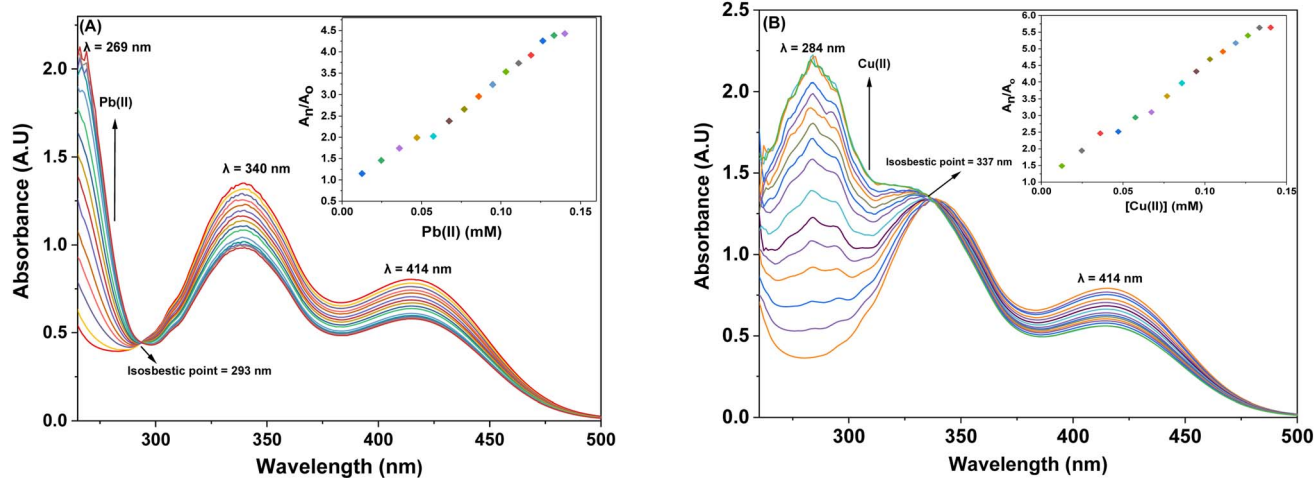 (A)
λ = 269 nm
Pb(II)
λ = 340 nm
λ = 414 nm
Isosbestic point = 293 nm
Absorbance (A.U)
2.0
1.5
1.0
0.5
0.0
300
350
400
450
500
Wavelength (nm)
An/Ao
4.5
4.0
3.5
3.0
2.5
2.0
1.5
1.0
0.5
0.00
0.05
0.10
0.15
Pb(II) (mM)
(B)
λ = 284 nm
Cu(II)
Isosbestic point = 337 nm
λ = 414 nm
Absorbance (A.U)
2.5
2.0
1.5
1.0
0.5
0.0
300
350
400
450
500
Wavelength (nm)
An/Ao
6.0
5.5
5.0
4.5
4.0
3.5
3.0
2.5
2.0
1.5
1.0
0.00
0.05
0.10
0.15
[Cu(II)] (mM)